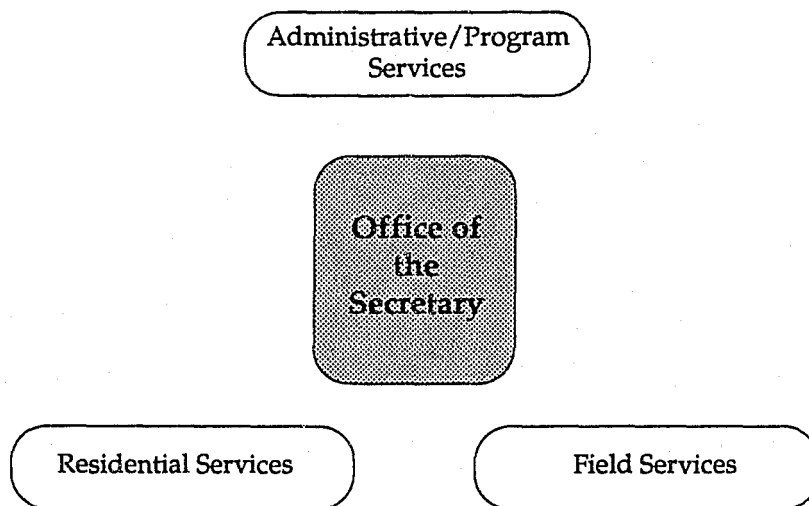 Administrative/Program
Services
Office of
the
Secretary
Residential Services
Field Services